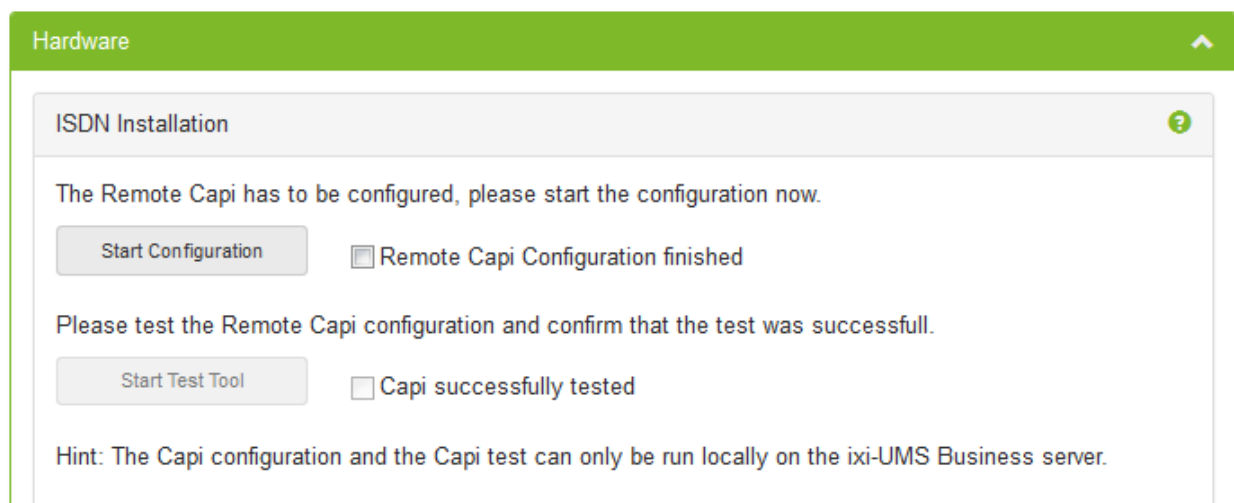 Hardware
ISDN Installation
The Remote Capi has to be configured, please start the configuration now.
Start Configuration
Remote Capi Configuration finished
Please test the Remote Capi configuration and confirm that the test was successfull.
Start Test Tool
Capi successfully tested
Hint: The Capi configuration and the Capi test can only be run locally on the ixi-UMS Business server.